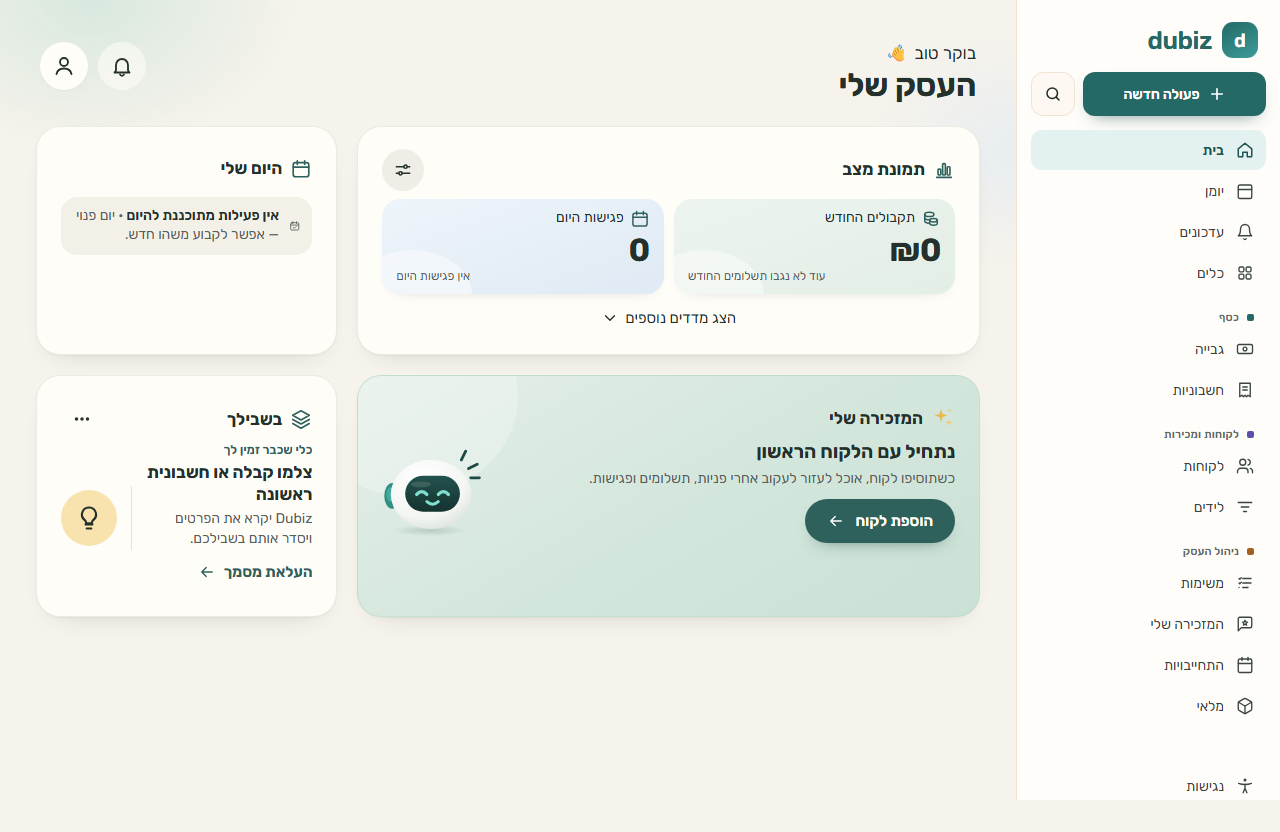 d dubiz
פעולה חדשה
בית
יומן
עדכונים
כלים
כסף
גבייה
חשבוניות
לקוחות ומכירות
לקוחות
לידים
ניהול העסק
משימות
המזכירה שלי
התחייבויות
מלאי
נגישות
בוקר טוב 👋
העסק שלי
תמונת מצב
תקבולים החודש
₪0
עוד לא נגבו תשלומים החודש
פגישות היום
0
אין פגישות היום
הצג מדדים נוספים
היום שלי
אין פעילות מתוכננת להיום • יום פנוי
— אפשר לקבוע משהו חדש.
המזכירה שלי
נתחיל עם הלקוח הראשון
כשתוסיפו לקוח, אוכל לעזור לעקוב אחרי פניות, תשלומים ופגישות.
הוספת לקוח
בשבילך
כלי שכבר זמין לך
צלמו קבלה או חשבונית
ראשונה
Dubiz יקרא את הפרטים
ויסדר אותם בשבילכם.
העלאת מסמך